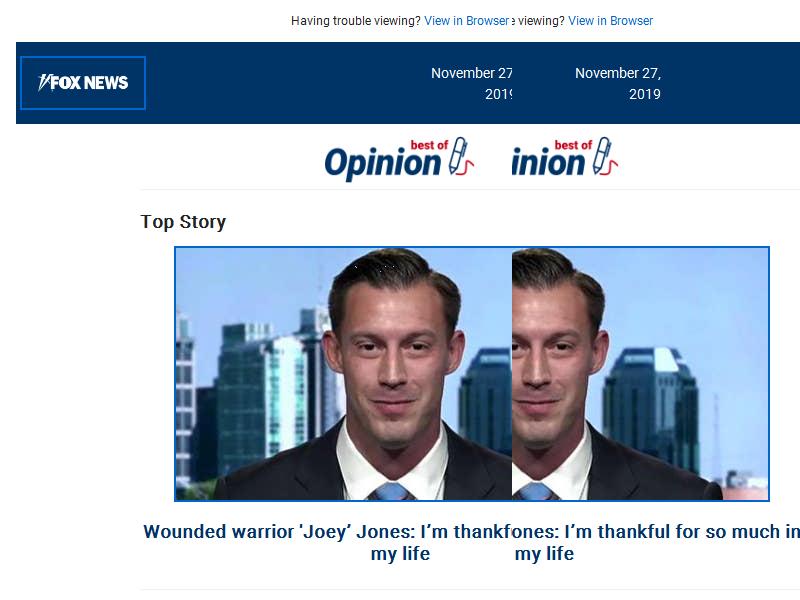 Having trouble viewing? View in Browser e viewing? View in Browser
FOX NEWS
November 27 November 27,
2019 2019
best of best of
Opinion inion
Top Story
Wounded warrior 'Joey’ Jones: I’m thankfones: I’m thankful for so much in
my life my life